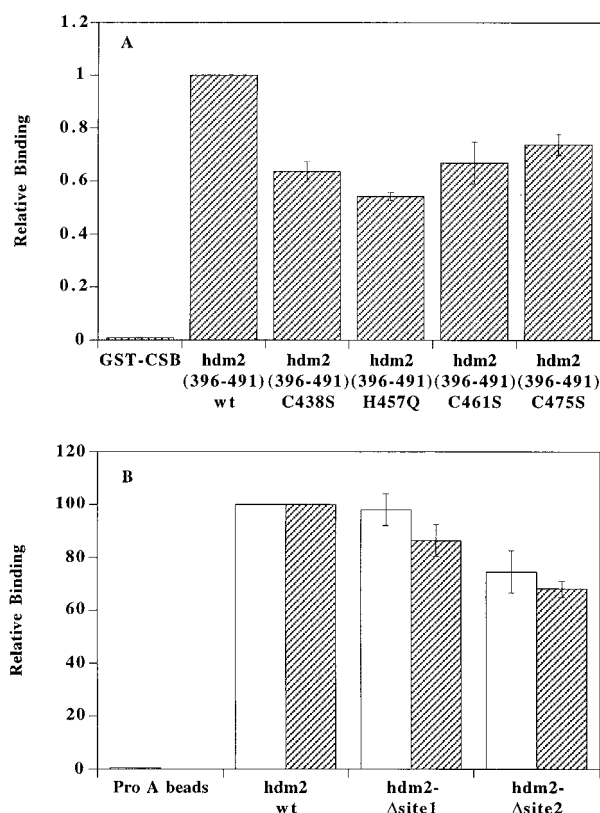 A
Relative Binding
1.2
1
0.8
0.6
0.4
0.2
0
GST-CSB hdm2 hdm2 hdm2 hdm2 hdm2
(396-491) (396-491) (396-491) (396-491) (396-491)
wt C438S H457Q C461S C475S
B
Relative Binding
120
100
80
60
40
20
0
Pro A beads hdm2 hdm2- hdm2-
wt Δsite1 Δsite2